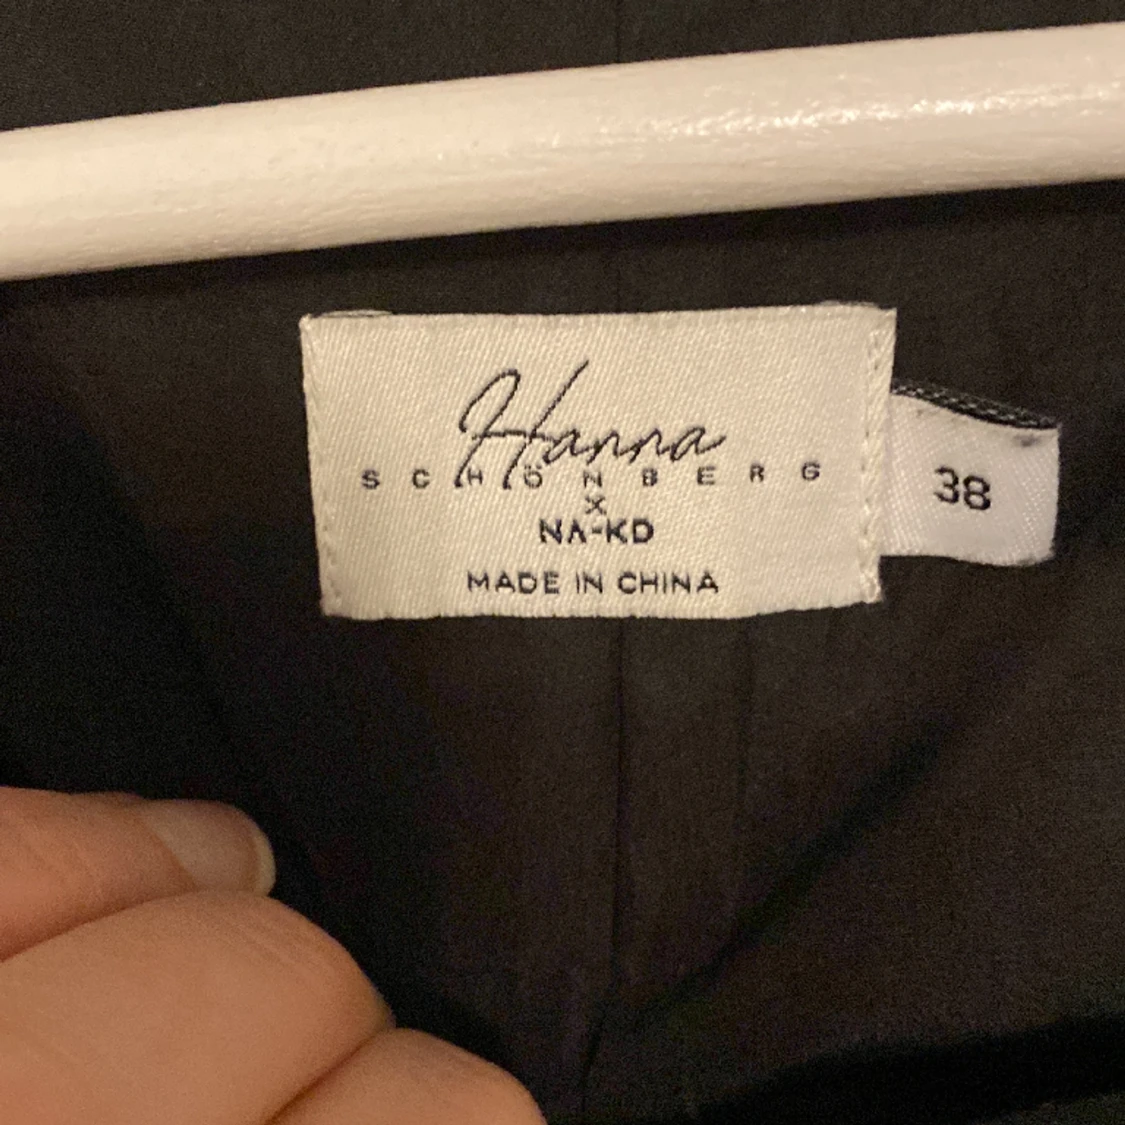 Hanna
SCHÖNBERG
X
NA-KD
MADE IN CHINA
38